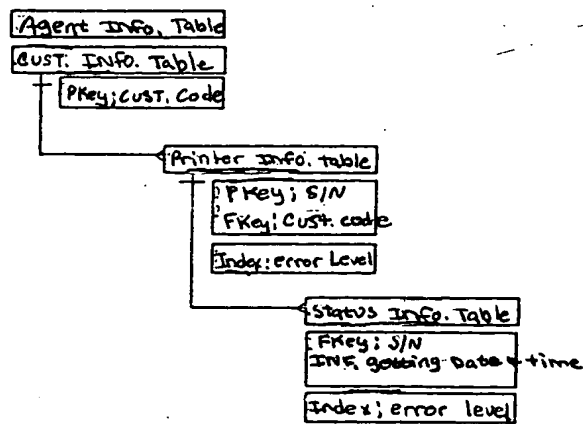 Agent Info. Table
CUST. INFO. Table
PKey; CUST. Code
Printer Info. table
PKey; S/N
FKey; Cust. code
Index; error Level
Status Info. Table
FKey; S/N
INF. getting Date & time
Index; error level